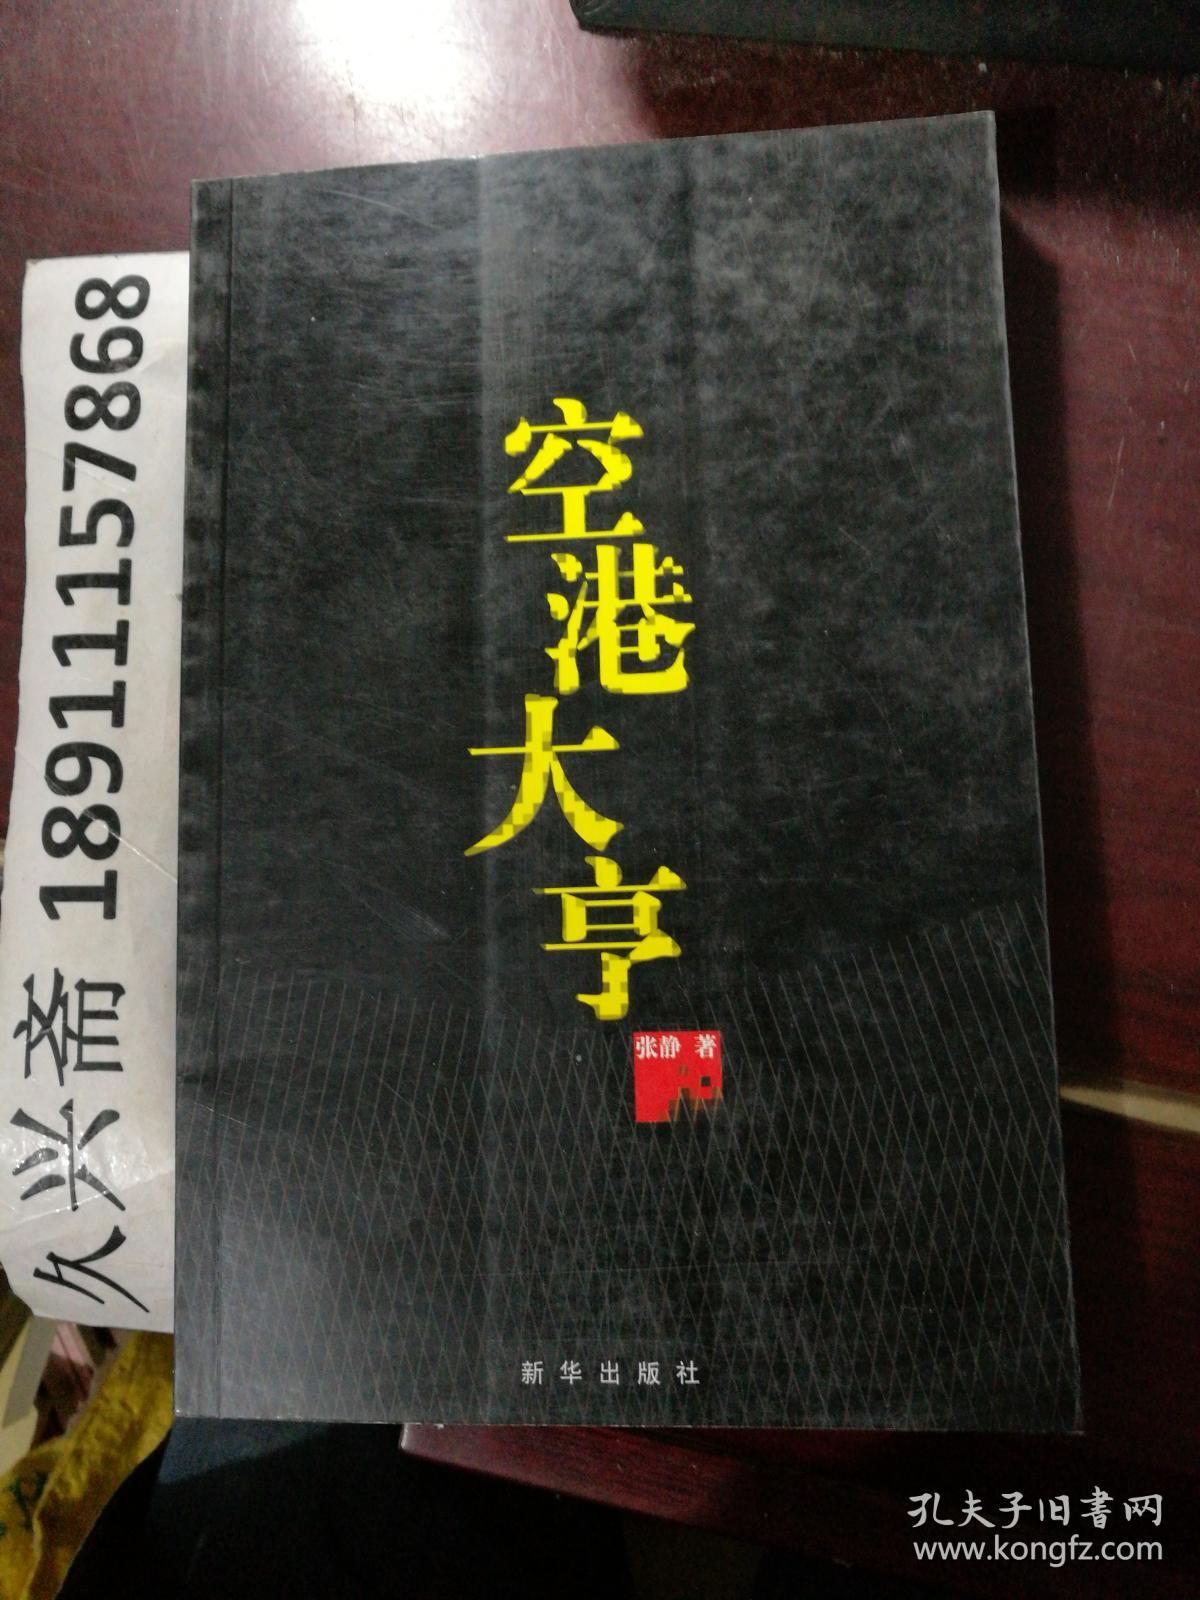 久兴斋 18911157868
空港大亨
张静 著
新华出版社
孔夫子旧書网
www.kongfz.com